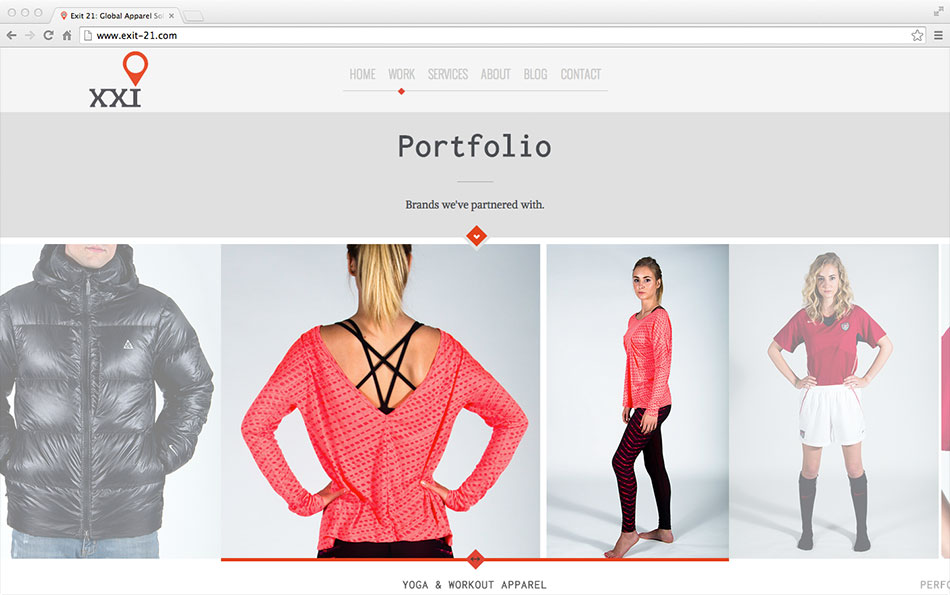 Exit 21: Global Apparel Sol
www.exit-21.com
XXI
HOME WORK SERVICES ABOUT BLOG CONTACT
Portfolio
Brands we've partnered with.
YOGA & WORKOUT APPAREL
PERFO